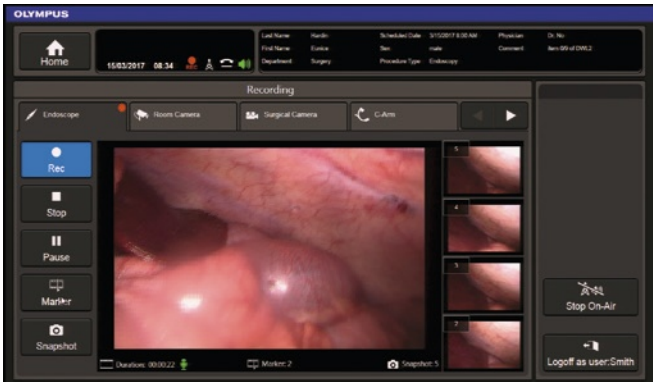 OLYMPUS
Home
15/03/2017 08:34
REC
Last Name Hardin
First Name Eunice
Department Surgery
Scheduled Date 3/15/2017 8:00 AM
Sex male
Procedure Type Endoscopy
Physician Dr. No
Comment
Recording
Endoscope
Room Camera
Surgical Camera
C-Arm
Rec
Stop
Pause
Marker
Snapshot
5
4
3
2
Duration: 00:00:22
Marker: 2
Snapshot: 5
Stop On-Air
Logoff as user:Smith